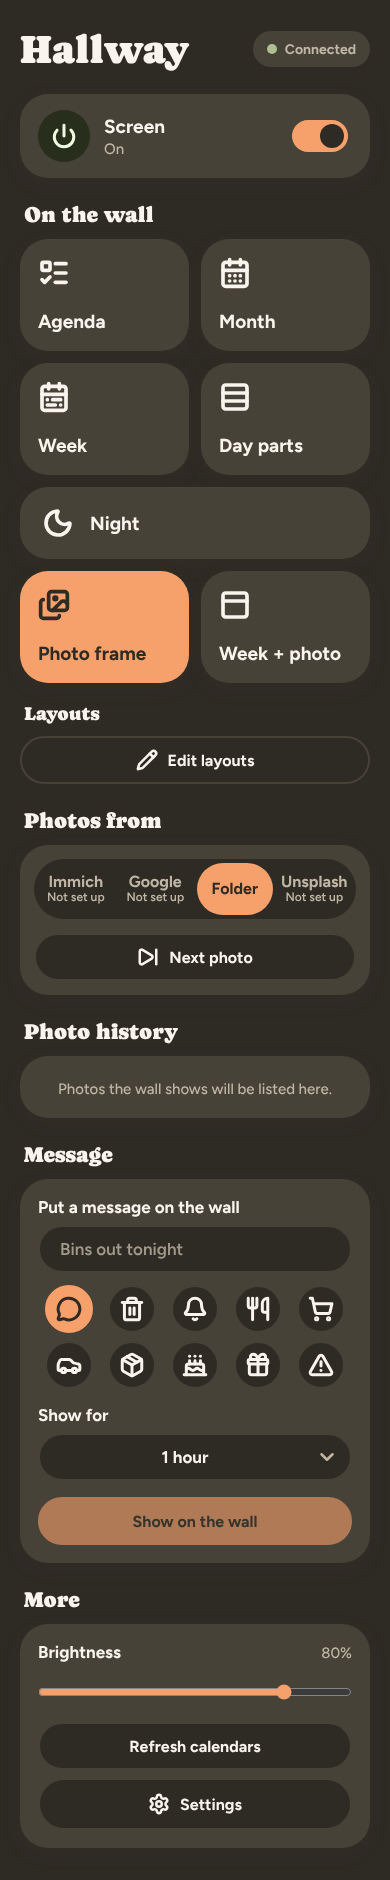 Hallway
Connected
Screen
On
On the wall
Agenda
Month
Week
Day parts
Night
Photo frame
Week + photo
Layouts
Edit layouts
Photos from
Immich
Not set up
Google
Not set up
Folder
Unsplash
Not set up
Next photo
Photo history
Photos the wall shows will be listed here.
Message
Put a message on the wall
Bins out tonight
Show for
1 hour
Show on the wall
More
Brightness
80%
Refresh calendars
Settings